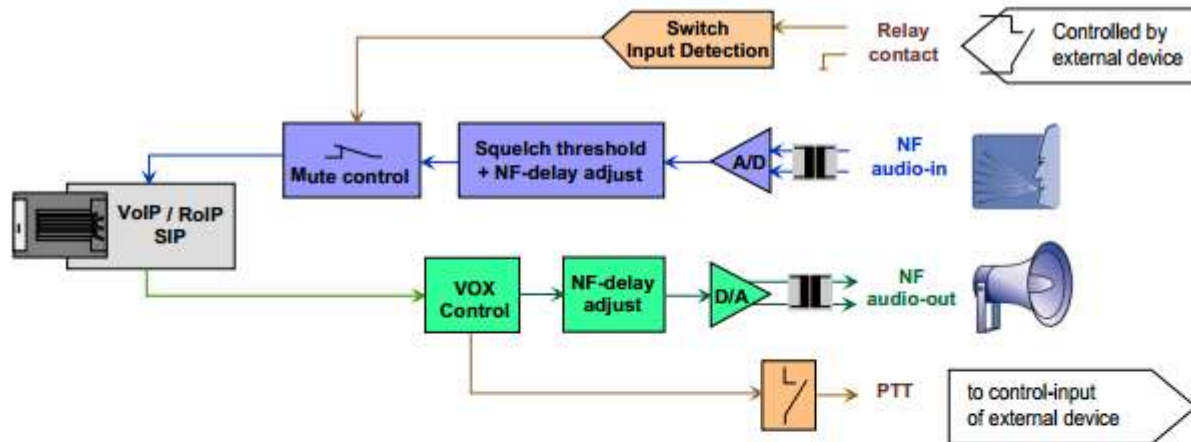 Switch
Input Detection
Relay
contact
Controlled by
external device
Mute control
Squelch threshold
+ NF-delay adjust
A/D
NF
audio-in
VoIP / RoIP
SIP
VOX
Control
NF-delay
adjust
D/A
NF
audio-out
PTT
to control-input
of external device